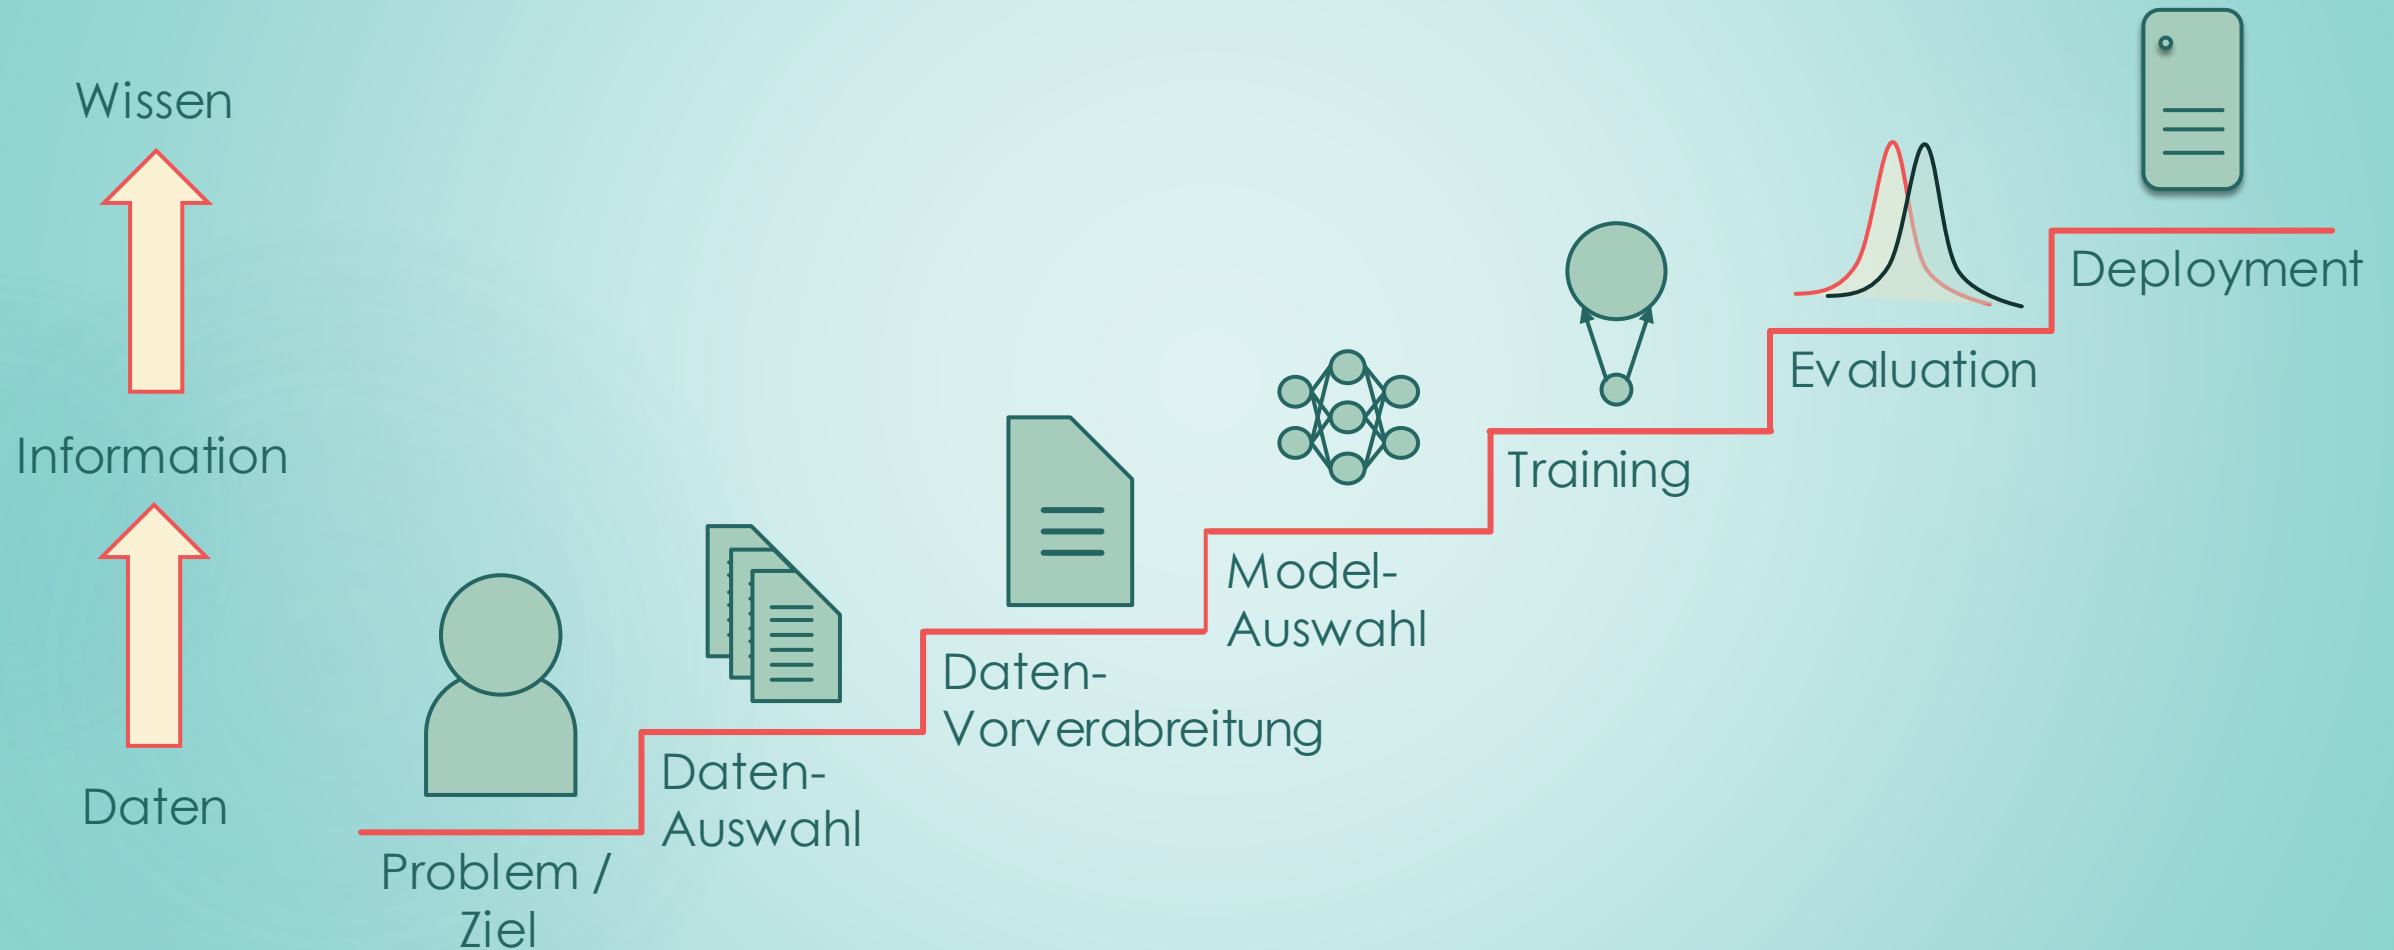 Wissen
Information
Daten
Problem /
Ziel
Daten-
Auswahl
Daten-
Vorverabreitung
Model-
Auswahl
Training
Evaluation
Deployment